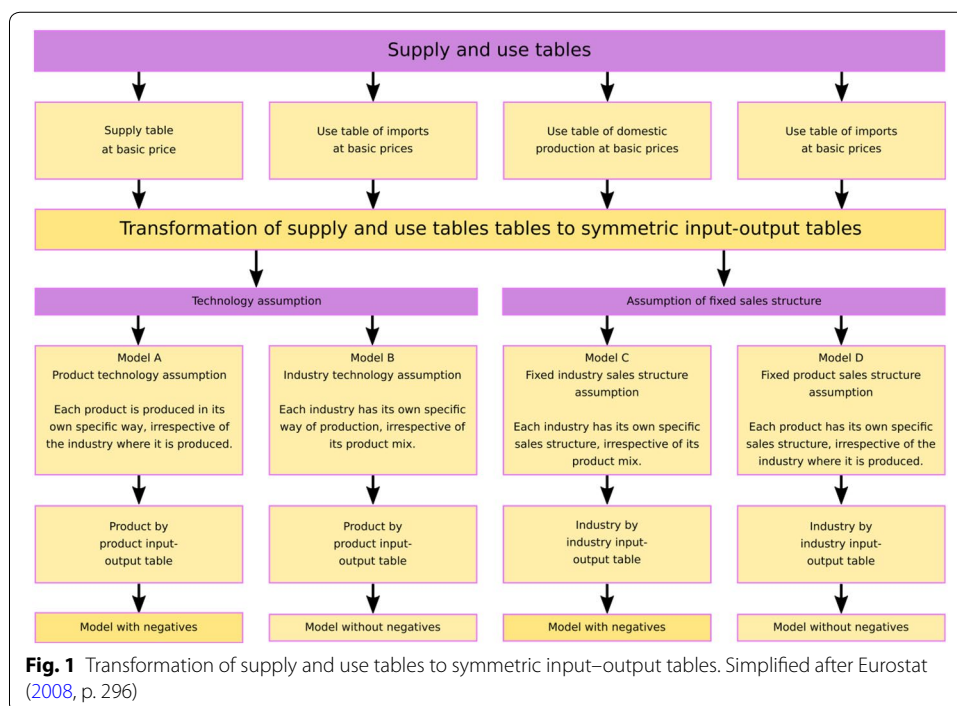 Supply and use tables
Supply table
at basic price
Use table of imports
at basic prices
Use table of domestic
production at basic prices
Use table of imports
at basic prices
Transformation of supply and use tables tables to symmetric input-output tables
Technology assumption
Assumption of fixed sales structure
Model A
Product technology assumption
Each product is produced in its
own specific way, irrespective of
the industry where it is produced.
Model B
Industry technology assumption
Each industry has its own specific
way of production, irrespective of
its product mix.
Model C
Fixed industry sales structure
assumption
Each industry has its own specific
sales structure, irrespective of its
product mix.
Model D
Fixed product sales structure
assumption
Each product has its own specific
sales structure, irrespective of the
industry where it is produced.
Product by
product input-
output table
Product by
product input-
output table
Industry by
industry input-
output table
Industry by
industry input-
output table
Model with negatives
Model without negatives
Model with negatives
Model without negatives
Fig. 1 Transformation of supply and use tables to symmetric input–output tables. Simplified after Eurostat
(2008, p. 296)